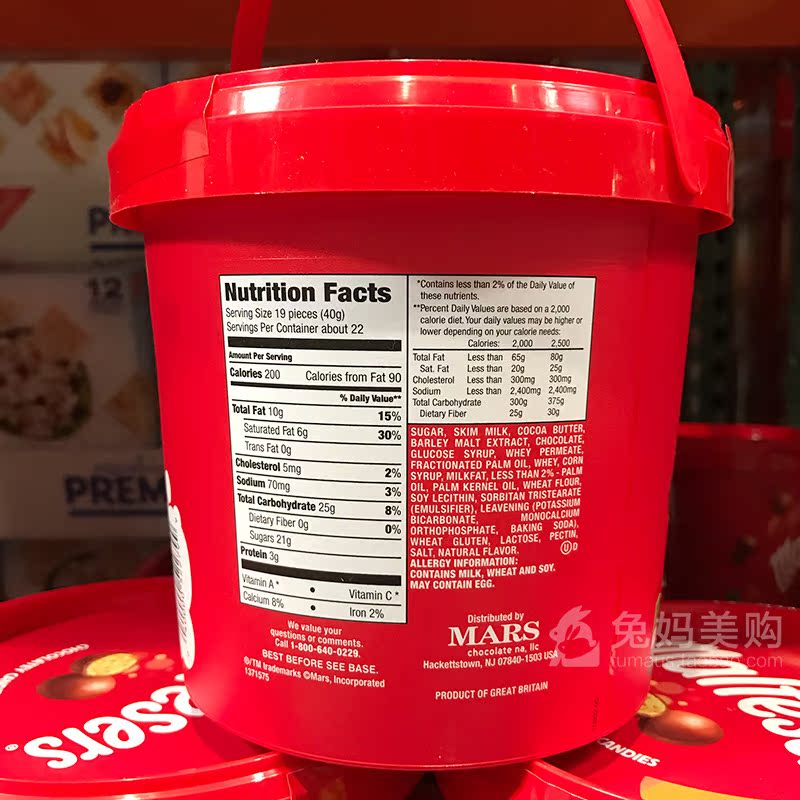 Nutrition Facts
Serving Size 19 pieces (40g)
Servings Per Container about 22
Amount Per Serving
Calories 200 Calories from Fat 90
% Daily Value**
Total Fat 10g 15%
Saturated Fat 6g 30%
Trans Fat 0g
Cholesterol 5mg 2%
Sodium 70mg 3%
Total Carbohydrate 25g 8%
Dietary Fiber 0g 0%
Sugars 21g
Protein 3g
Vitamin A * • Vitamin C *
Calcium 8% • Iron 2%
*Contains less than 2% of the Daily Value of
these nutrients.
**Percent Daily Values are based on a 2,000
calorie diet. Your daily values may be higher or
lower depending on your calorie needs:
Calories: 2,000 2,500
Total Fat Less than 65g 80g
Sat. Fat Less than 20g 25g
Cholesterol Less than 300mg 300mg
Sodium Less than 2,400mg 2,400mg
Total Carbohydrate 300g 375g
Dietary Fiber 25g 30g
SUGAR, SKIM MILK, COCOA BUTTER,
BARLEY MALT EXTRACT, CHOCOLATE,
GLUCOSE SYRUP, WHEY PERMEATE,
FRACTIONATED PALM OIL, WHEY, CORN
SYRUP, MILKFAT, LESS THAN 2% - PALM
OIL, PALM KERNEL OIL, WHEAT FLOUR,
SOY LECITHIN, SORBITAN TRISTEARATE
(EMULSIFIER), LEAVENING (POTASSIUM
BICARBONATE, MONOCALCIUM
ORTHOPHOSPHATE, BAKING SODA),
WHEAT GLUTEN, LACTOSE, PECTIN,
SALT, NATURAL FLAVOR.
ALLERGY INFORMATION:
CONTAINS MILK, WHEAT AND SOY.
MAY CONTAIN EGG.
U D
We value your
questions or comments.
Call 1-800-640-0229.
BEST BEFORE SEE BASE.
®/TM trademarks ©Mars, Incorporated
1371575
Distributed by
MARS
chocolate na, llc
Hackettstown, NJ 07840-1503 USA
PRODUCT OF GREAT BRITAIN
兔妈美购
12
PREM
esers®
altesers
CANDIES